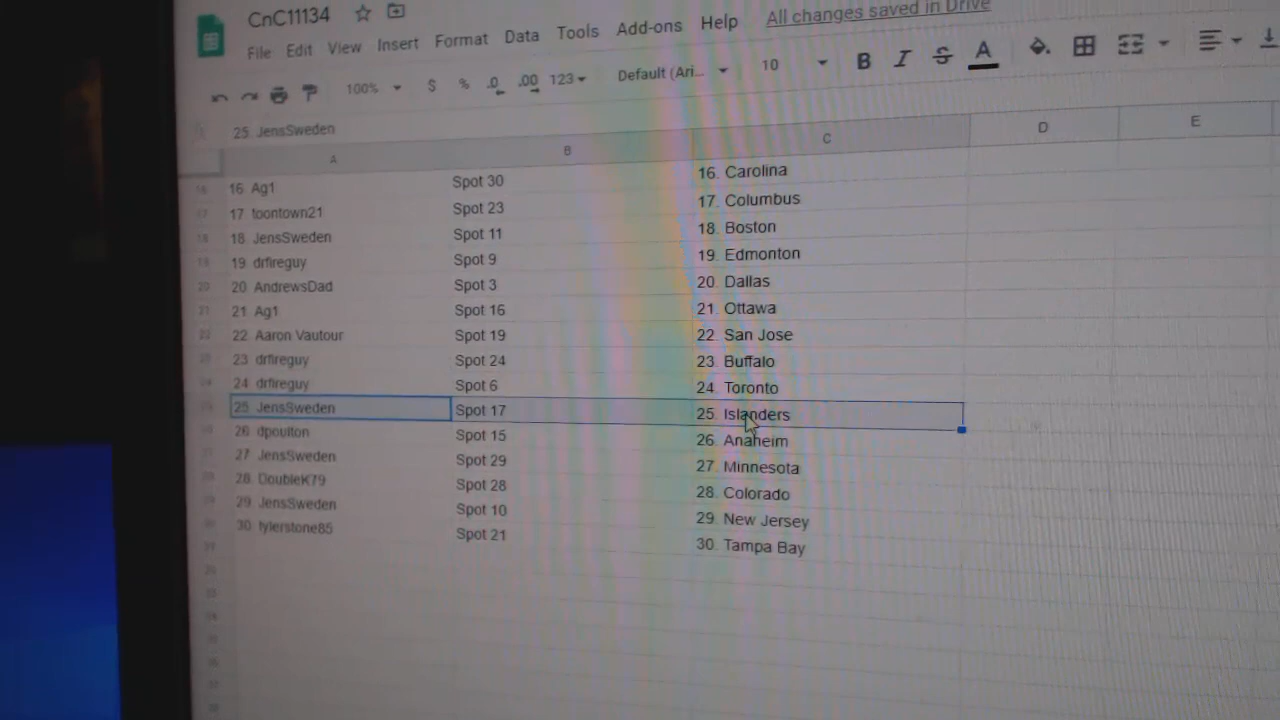 CnC11134
File Edit View Insert Format Data Tools Add-ons Help All changes saved in Drive
100% $ % .0 .00 123 Default (Ari... 10 B I S A
25 JensSweden
A B C D E
16 Ag1 Spot 30 16. Carolina
17 toontown21 Spot 23 17. Columbus
18 JensSweden Spot 11 18. Boston
19 drfireguy Spot 9 19. Edmonton
20 AndrewsDad Spot 3 20. Dallas
21 Ag1 Spot 16 21. Ottawa
22 Aaron Vautour Spot 19 22. San Jose
23 drfireguy Spot 24 23. Buffalo
24 drfireguy Spot 6 24. Toronto
25 JensSweden Spot 17 25. Islanders
26 dpoulton Spot 15 26. Anaheim
27 JensSweden Spot 29 27. Minnesota
28 DoubleK79 Spot 28 28. Colorado
29 JensSweden Spot 10 29. New Jersey
30 tylerstone85 Spot 21 30. Tampa Bay